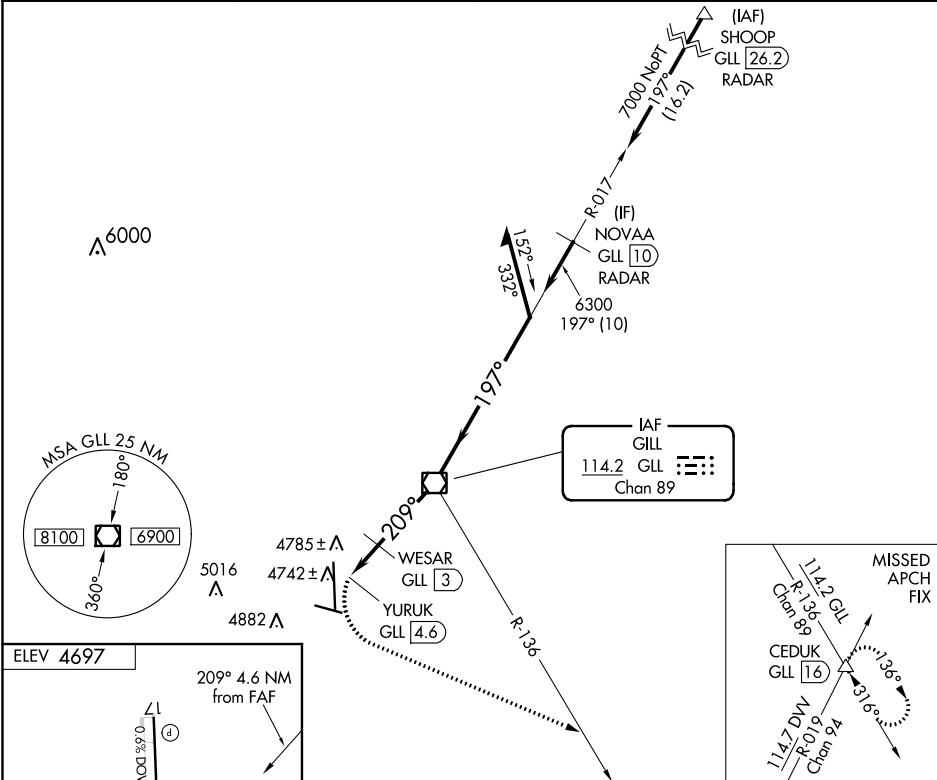 (IAF)
SHOOP
GLL 26.2
RADAR
7000 NoPT
197°
(16.2)
R-017
(IF)
NOVAA
GLL 10
RADAR
6300
197° (10)
152°
332°
6000
197°
MSA GLL 25 NM
180°
8100
6900
360°
IAF
GILL
114.2 GLL
Chan 89
209°
4785±
4742±
WESAR
GLL 3
5016
YURUK
GLL 4.6
4882
R-136
MISSED
APCH
FIX
114.2 GLL
R-136
Chan 89
CEDUK
GLL 16
136°
316°
114.7 DVV
R-019
Chan 94
ELEV 4697
209° 4.6 NM
from FAF
17
P